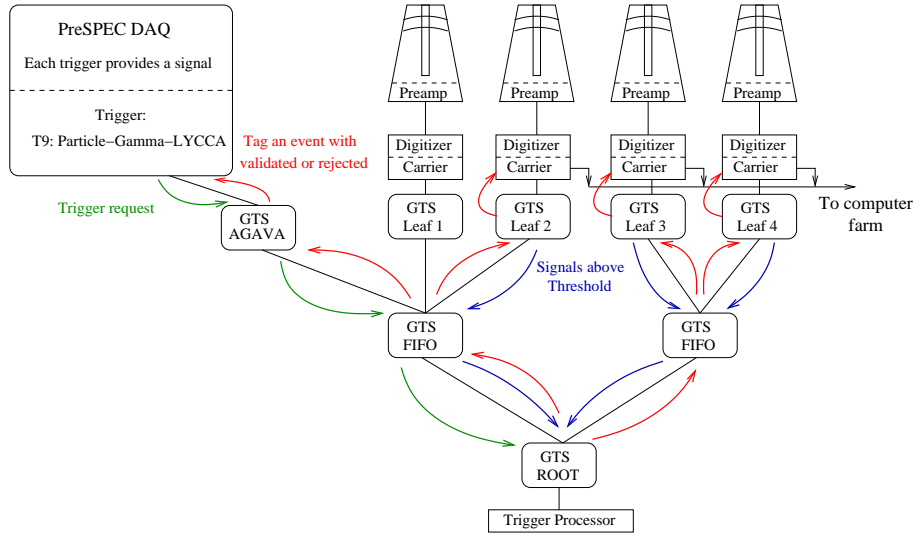 PreSPEC DAQ
Each trigger provides a signal
Trigger:
T9: Particle−Gamma−LYCCA
Preamp
Preamp
Preamp
Preamp
Digitizer
Carrier
Digitizer
Carrier
Digitizer
Carrier
Digitizer
Carrier
Tag an event with
validated or rejected
Trigger request
GTS
AGAVA
GTS
Leaf 1
GTS
Leaf 2
GTS
Leaf 3
GTS
Leaf 4
To computer
farm
Signals above
Threshold
GTS
FIFO
GTS
FIFO
GTS
ROOT
Trigger Processor